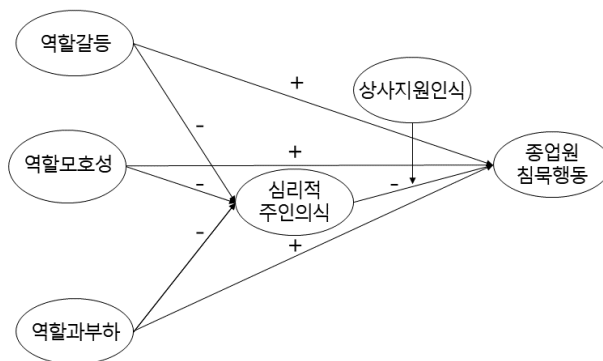 역할갈등
+
상사지원인식
-
역할모호성
+
종업원
침묵행동
-
심리적
주인의식
-
-
+
역할과부하